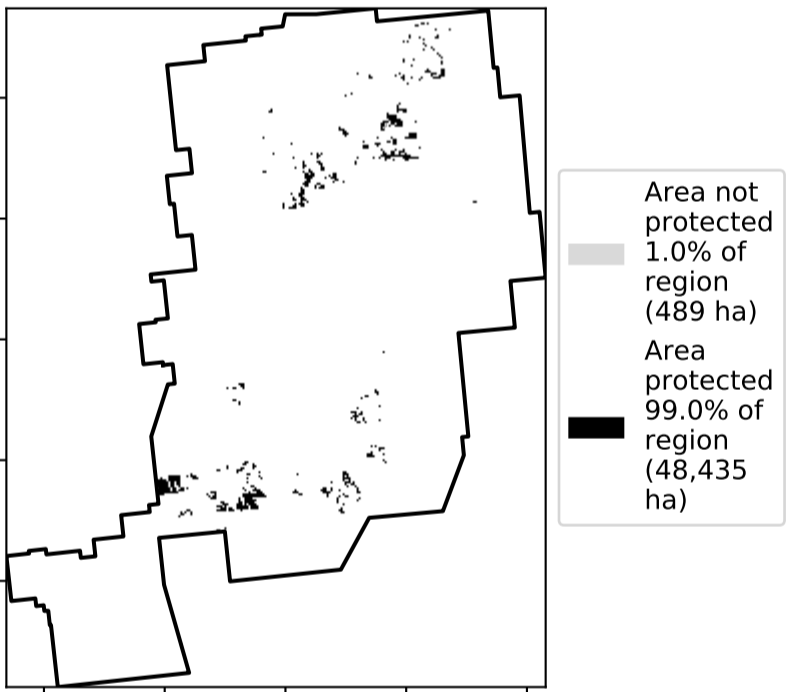 Area not
protected
1.0% of
region
(489 ha)
Area
protected
99.0% of
region
(48,435
ha)